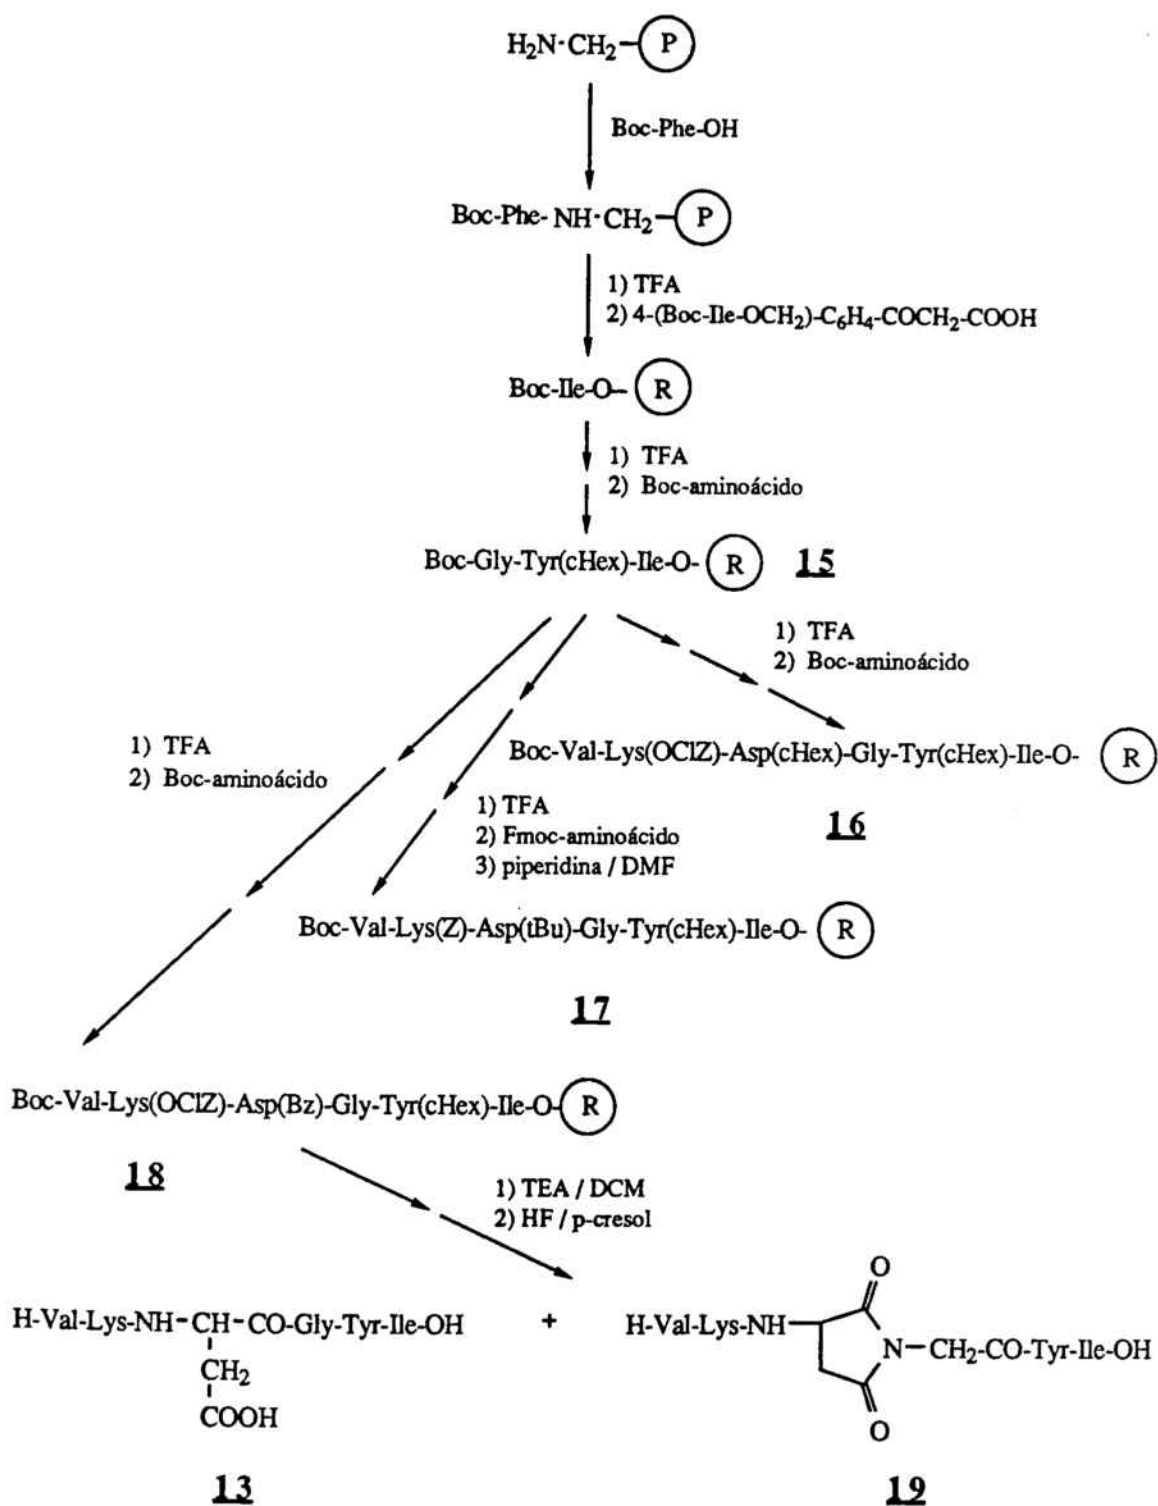 H₂N·CH₂—P
Boc-Phe-OH
Boc-Phe- NH·CH₂—P
1) TFA
2) 4-(Boc-Ile-OCH₂)-C₆H₄-COCH₂-COOH
Boc-Ile-O— R
1) TFA
2) Boc-aminoácido
Boc-Gly-Tyr(cHex)-Ile-O- R 15
1) TFA
2) Boc-aminoácido
1) TFA
2) Boc-aminoácido
Boc-Val-Lys(OClZ)-Asp(cHex)-Gly-Tyr(cHex)-Ile-O- R
16
1) TFA
2) Fmoc-aminoácido
3) piperidina / DMF
Boc-Val-Lys(Z)-Asp(tBu)-Gly-Tyr(cHex)-Ile-O- R
17
Boc-Val-Lys(OClZ)-Asp(Bz)-Gly-Tyr(cHex)-Ile-O- R
18
1) TEA / DCM
2) HF / p-cresol
H-Val-Lys-NH-CH-CO-Gly-Tyr-Ile-OH
CH₂
COOH
13
+
O
H-Val-Lys-NH N—CH₂-CO-Tyr-Ile-OH
O
19